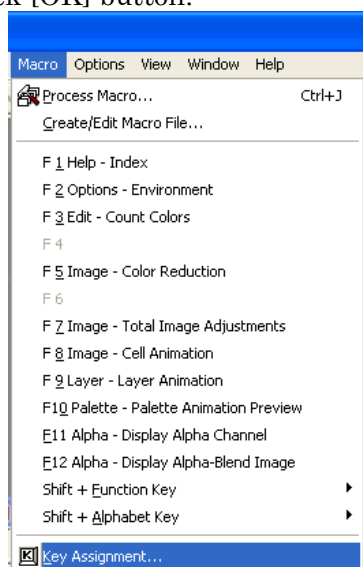 k [OK] button.
Macro Options View Window Help
Process Macro... Ctrl+J
Create/Edit Macro File...
F 1 Help - Index
F 2 Options - Environment
F 3 Edit - Count Colors
F 4
F 5 Image - Color Reduction
F 6
F 7 Image - Total Image Adjustments
F 8 Image - Cell Animation
F 9 Layer - Layer Animation
F10 Palette - Palette Animation Preview
F11 Alpha - Display Alpha Channel
F12 Alpha - Display Alpha-Blend Image
Shift + Function Key
Shift + Alphabet Key
Key Assignment...